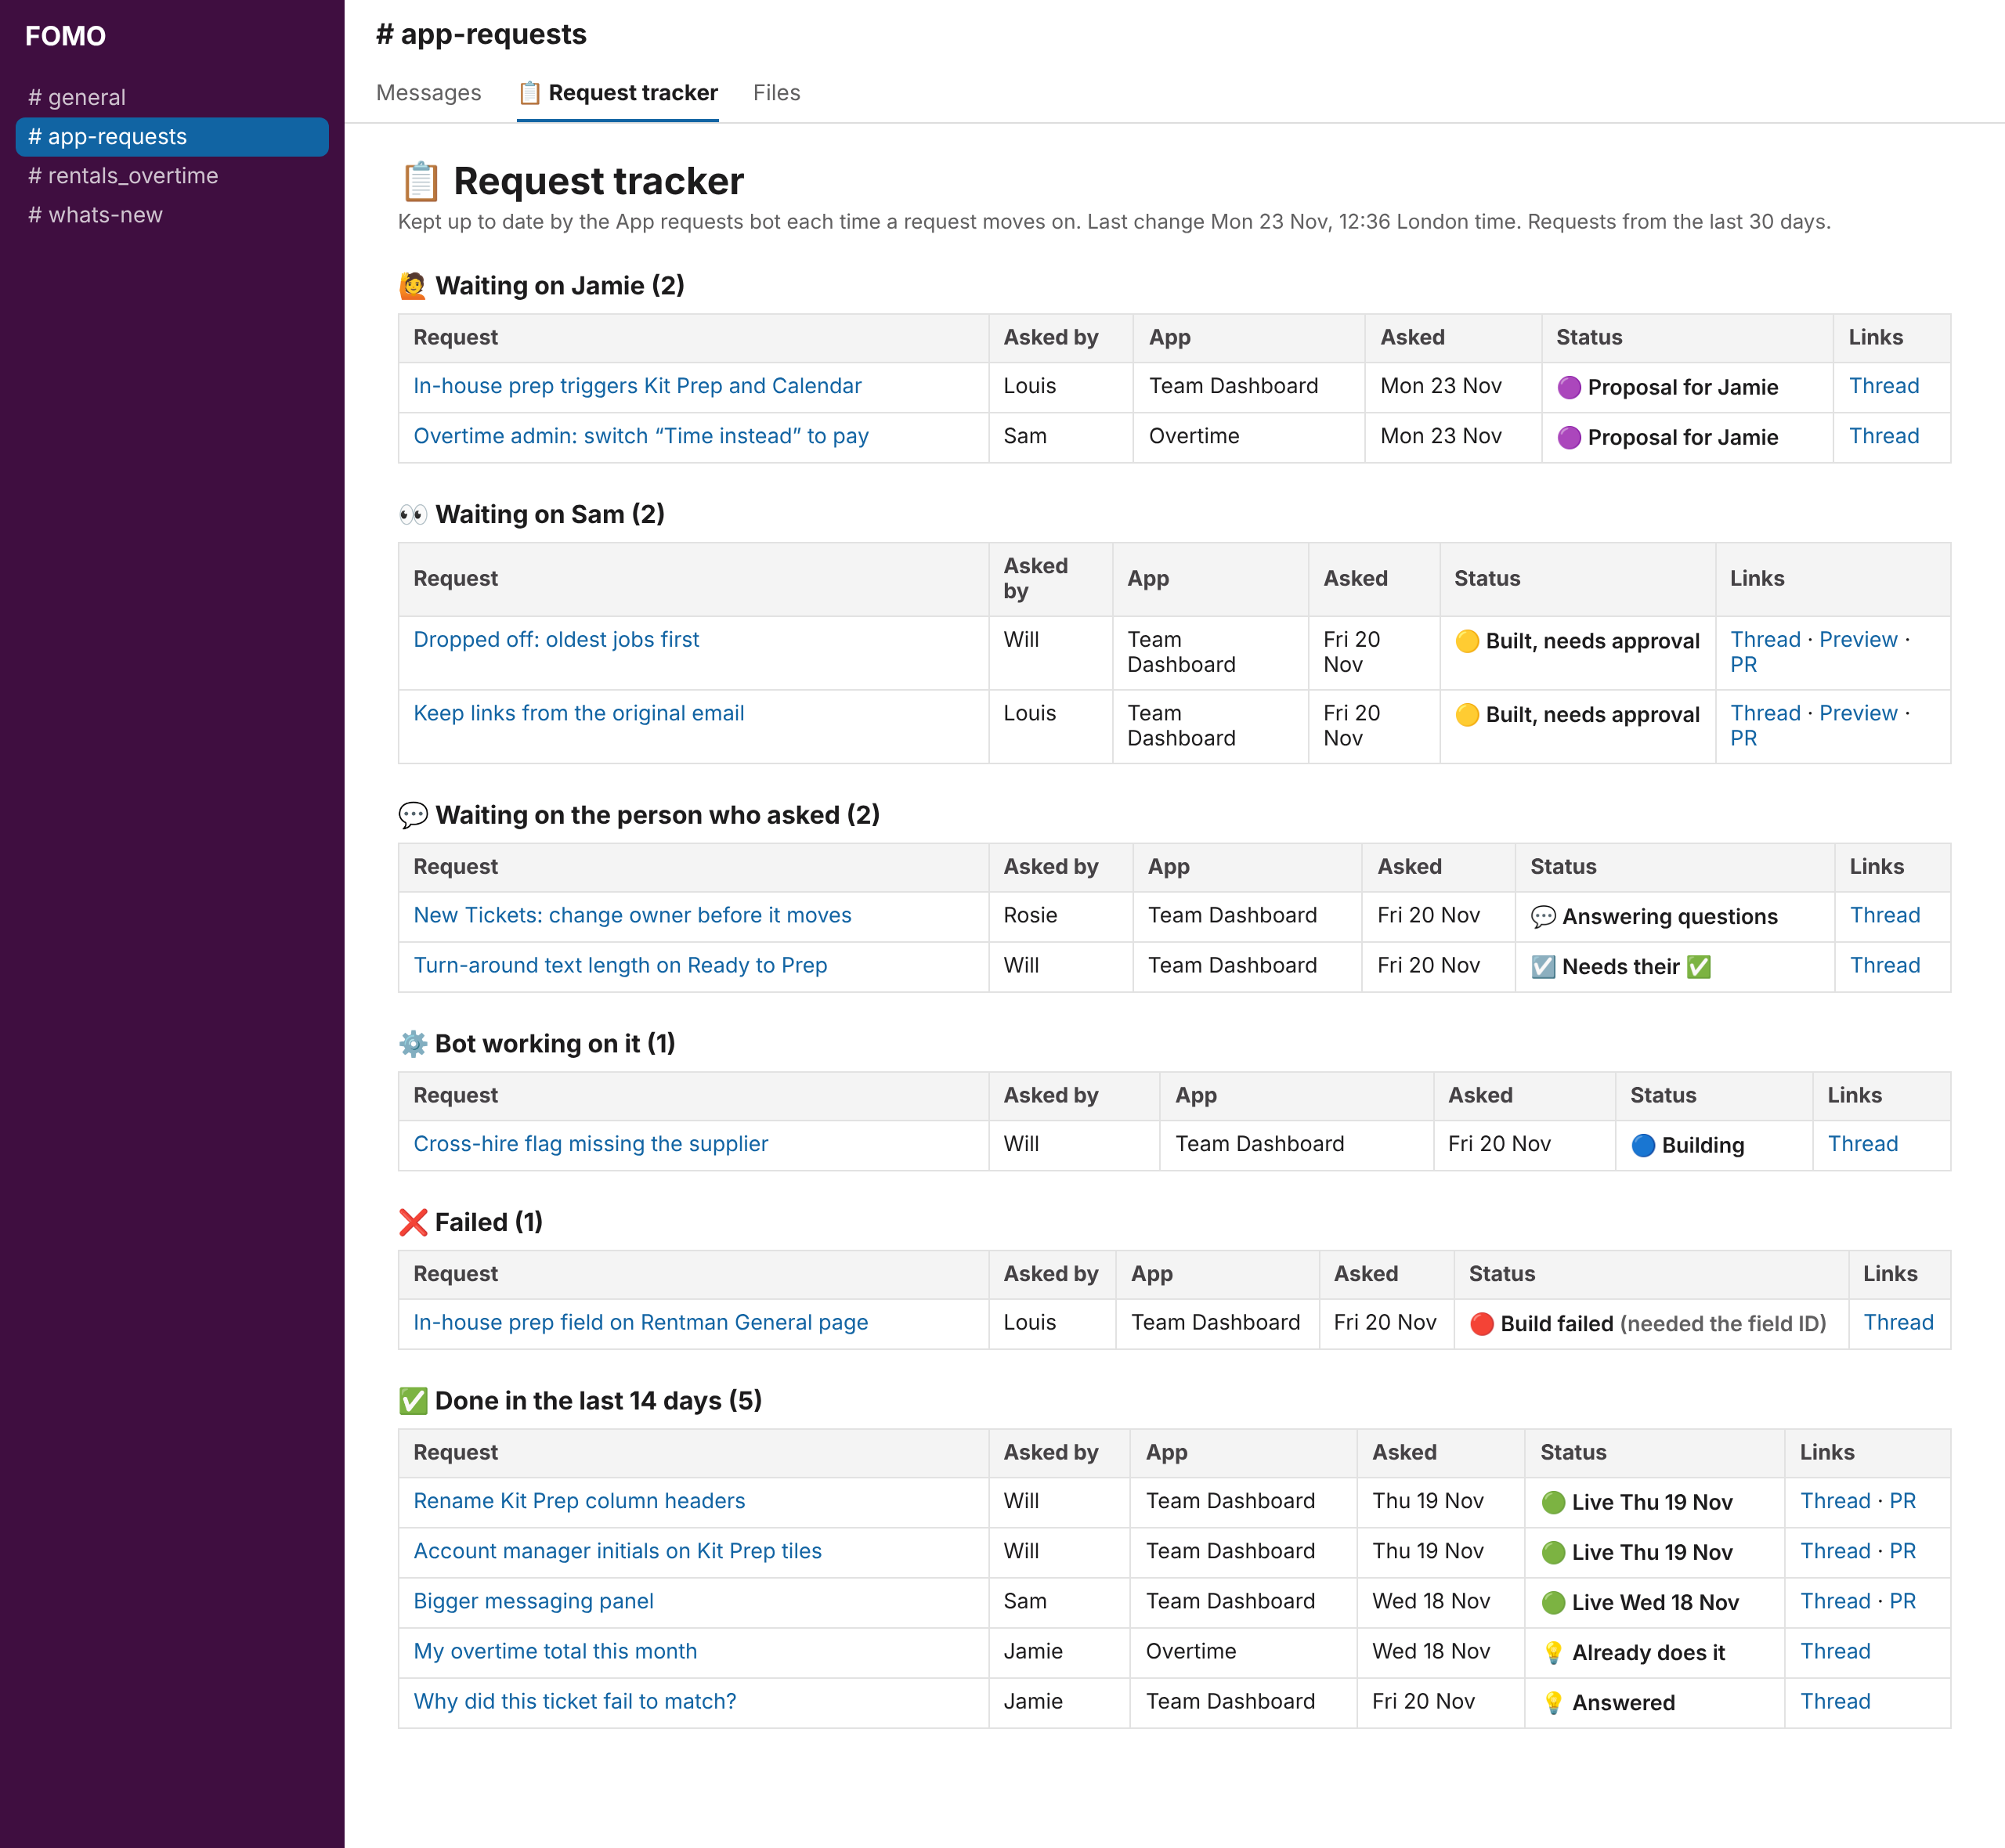 FOMO
# general
# app-requests
# rentals_overtime
# whats-new
# app-requests
Messages 📋 Request tracker Files
📋 Request tracker
Kept up to date by the App requests bot each time a request moves on. Last change Mon 23 Nov, 12:36 London time. Requests from the last 30 days.
🙋 Waiting on Jamie (2)
Request Asked by App Asked Status Links
In-house prep triggers Kit Prep and Calendar Louis Team Dashboard Mon 23 Nov 🟣 Proposal for Jamie Thread
Overtime admin: switch “Time instead” to pay Sam Overtime Mon 23 Nov 🟣 Proposal for Jamie Thread
👀 Waiting on Sam (2)
Request Asked by App Asked Status Links
Dropped off: oldest jobs first Will Team Dashboard Fri 20 Nov 🟡 Built, needs approval Thread · Preview · PR
Keep links from the original email Louis Team Dashboard Fri 20 Nov 🟡 Built, needs approval Thread · Preview · PR
💬 Waiting on the person who asked (2)
Request Asked by App Asked Status Links
New Tickets: change owner before it moves Rosie Team Dashboard Fri 20 Nov 💬 Answering questions Thread
Turn-around text length on Ready to Prep Will Team Dashboard Fri 20 Nov ☑️ Needs their ✅ Thread
⚙️ Bot working on it (1)
Request Asked by App Asked Status Links
Cross-hire flag missing the supplier Will Team Dashboard Fri 20 Nov 🔵 Building Thread
❌ Failed (1)
Request Asked by App Asked Status Links
In-house prep field on Rentman General page Louis Team Dashboard Fri 20 Nov 🔴 Build failed (needed the field ID) Thread
✅ Done in the last 14 days (5)
Request Asked by App Asked Status Links
Rename Kit Prep column headers Will Team Dashboard Thu 19 Nov 🟢 Live Thu 19 Nov Thread · PR
Account manager initials on Kit Prep tiles Will Team Dashboard Thu 19 Nov 🟢 Live Thu 19 Nov Thread · PR
Bigger messaging panel Sam Team Dashboard Wed 18 Nov 🟢 Live Wed 18 Nov Thread · PR
My overtime total this month Jamie Overtime Wed 18 Nov 💡 Already does it Thread
Why did this ticket fail to match? Jamie Team Dashboard Fri 20 Nov 💡 Answered Thread